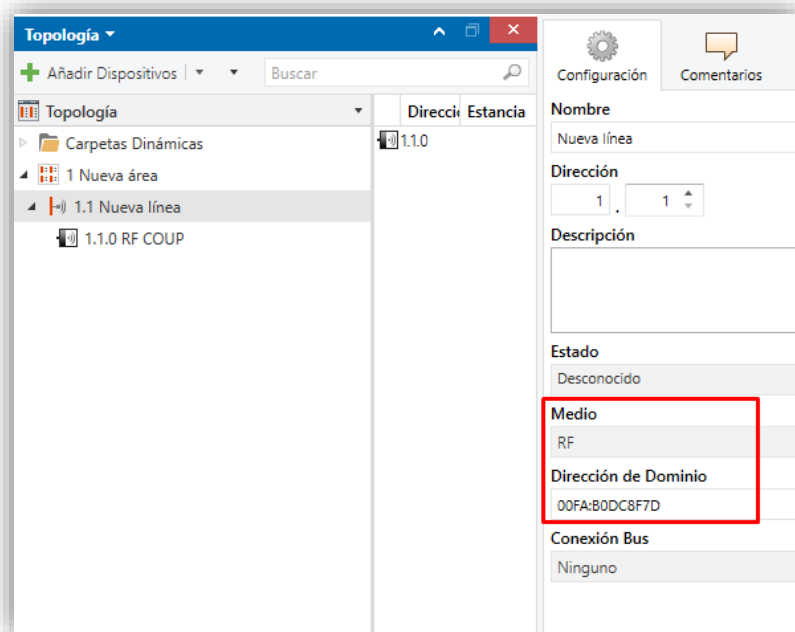 Topología
Añadir Dispositivos
Buscar
Topología
Carpetas Dinámicas
1 Nueva área
1.1 Nueva línea
1.1.0 RF COUP
Direcció Estancia
1.1.0
Configuración
Comentarios
Nombre
Nueva línea
Dirección
1 . 1
Descripción
Estado
Desconocido
Medio
RF
Dirección de Dominio
00FA:B0DC8F7D
Conexión Bus
Ninguno